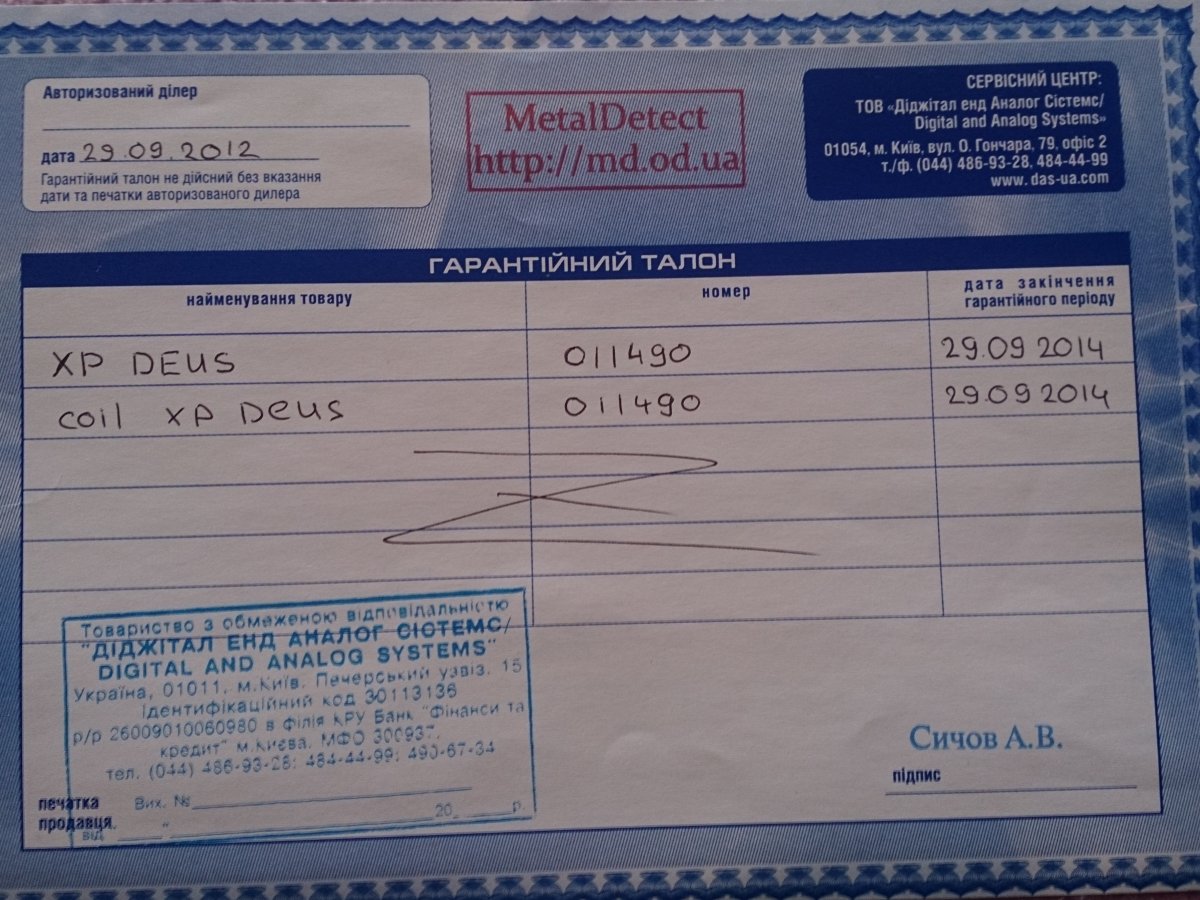 Авторизований ділер
дата 29.09.2012
Гарантійний талон не дійсний без вказання
дати та печатки авторизованого дилера
MetalDetect
http://md.od.ua
СЕРВІСНИЙ ЦЕНТР:
ТОВ «Діджітал енд Аналог Сістемс/
Digital and Analog Systems»
01054, м. Київ, вул. О. Гончара, 79, офіс 2
т./ф. (044) 486-93-28, 484-44-99
www. das-ua.com
ГАРАНТІЙНИЙ ТАЛОН
найменування товару номер дата закінчення
гарантійного періоду
XP DEUS 011490 29.09 2014
coil XP Deus 011490 29.09 2014
Товариство з обмеженою відповідальністю
"ДІДЖІТАЛ ЕНД АНАЛОГ СІСТЕМС/
DIGITAL AND ANALOG SYSTEMS"
Україна, 01011, м.Київ, Печерський узвіз, 15
Ідентифікаційний код 30113136
р/р 26009010060980 в філія КРУ Банк "Фінанси та
кредит" м.Києва, МФО 300937,
тел. (044) 486-93-28; 484-44-99; 490-67-34
Вих. №
від " 20 р.
печатка
продавця
Сичов А.В.
підпис